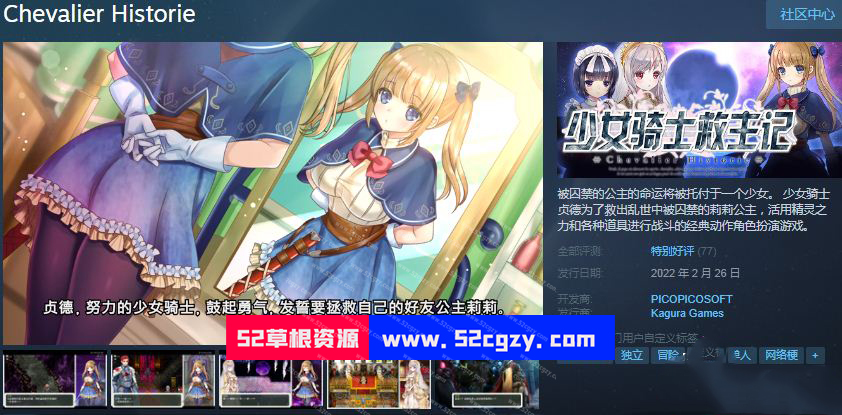 Chevalier Historie
社区中心
少女骑士救主记
Chevalier Historie
被囚禁的公主的命运将被托付于一个少女。 少女骑士
贞德为了救出乱世中被囚禁的莉莉公主，活用精灵之
力和各种道具进行战斗的经典动作角色扮演游戏。
全部评测: 特别好评 (77)
发行日期: 2022 年 2 月 26 日
开发商: PICOPICOSOFT
发行商: Kagura Games
门用户自定义标签
独立 冒险 人 网络梗 +
贞德，努力的少女骑士，鼓起勇气，发誓要拯救自己的好友公主莉莉。
52草根资源 www.52cgzy.com